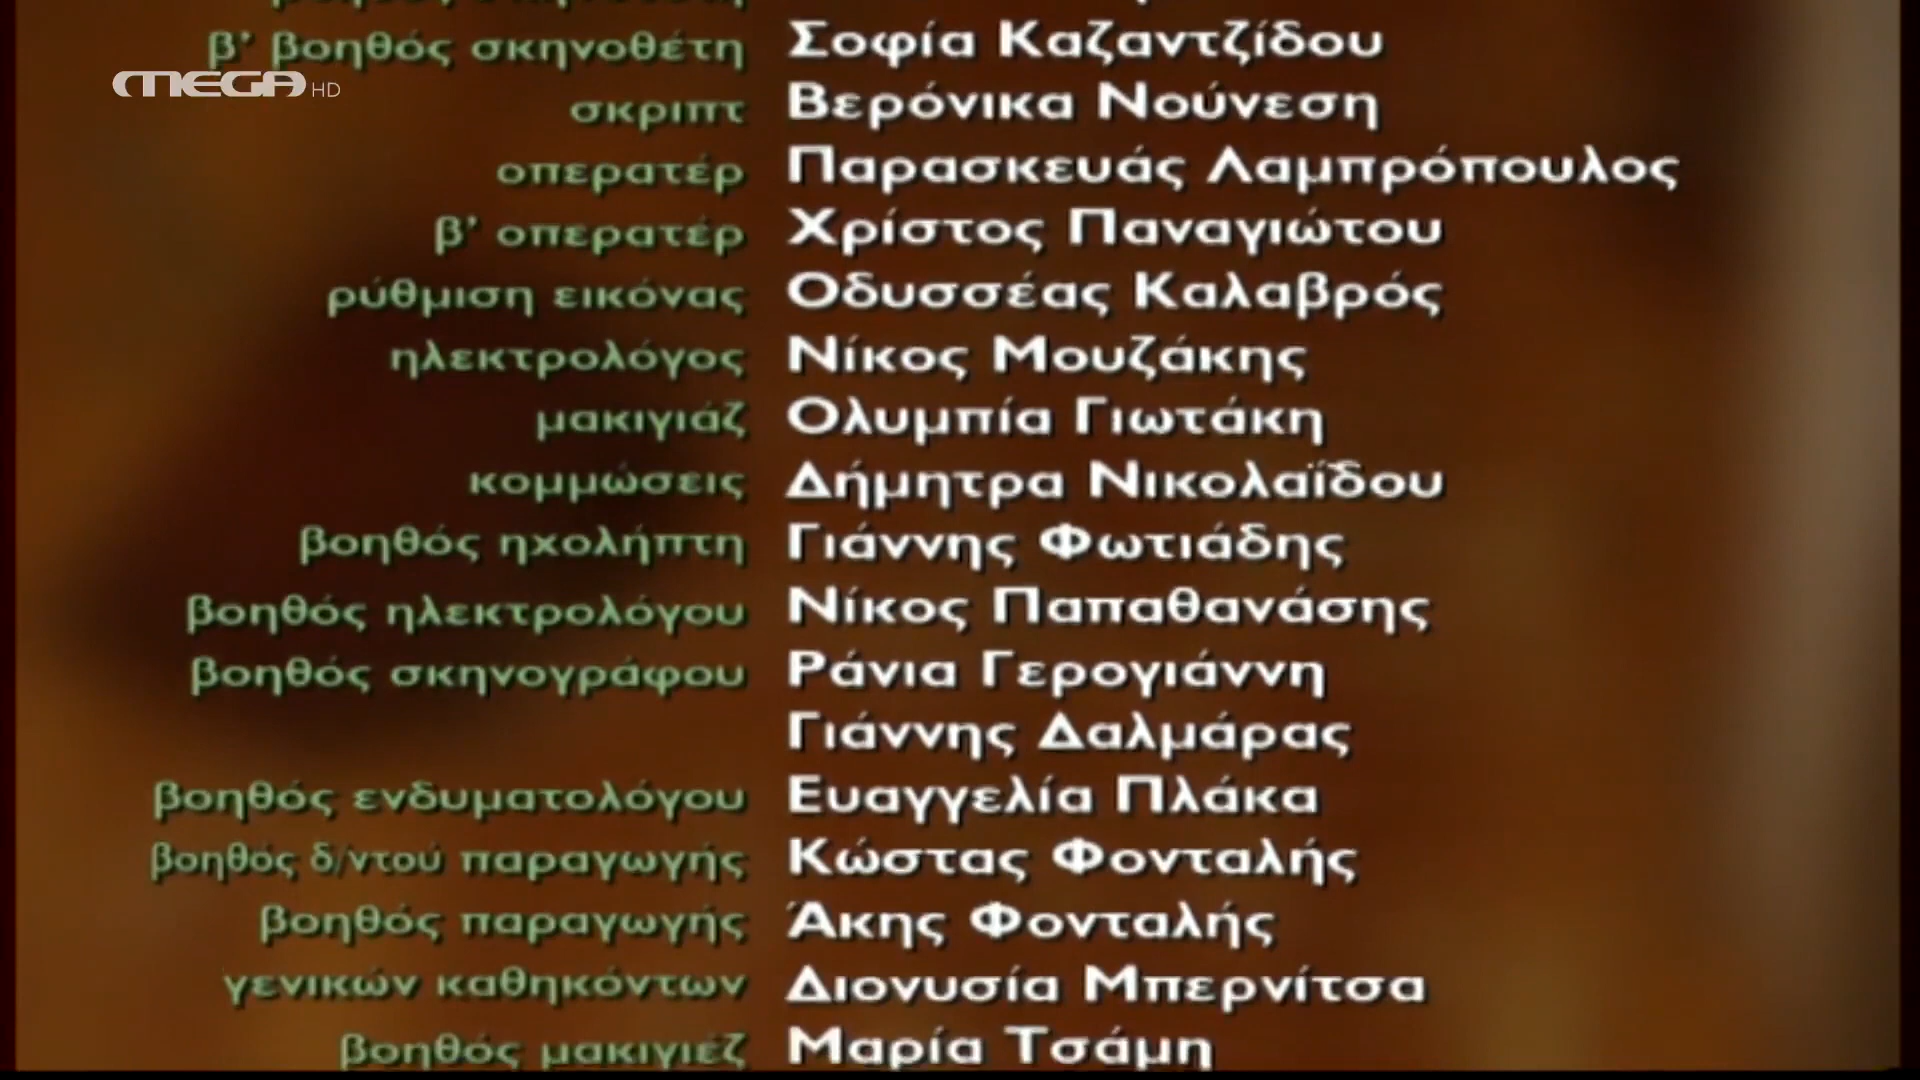 β' βοηθός σκηνοθέτη Σοφία Καζαντζίδου
MEGA HD
σκριπτ Βερόνικα Νούνεση
οπερατέρ Παρασκευάς Λαμπρόπουλος
β' οπερατέρ Χρίστος Παναγιώτου
ρύθμιση εικόνας Οδυσσέας Καλαβρός
ηλεκτρολόγος Νίκος Μουζάκης
μακιγιάζ Ολυμπία Γιωτάκη
κομμώσεις Δήμητρα Νικολαΐδου
βοηθός ηχολήπτη Γιάννης Φωτιάδης
βοηθός ηλεκτρολόγου Νίκος Παπαθανάσης
βοηθός σκηνογράφου Ράνια Γερογιάννη
Γιάννης Δαλμάρας
βοηθός ενδυματολόγου Ευαγγελία Πλάκα
βοηθός δ/ντού παραγωγής Κώστας Φονταλής
βοηθός παραγωγής Άκης Φονταλής
γενικών καθηκόντων Διονυσία Μπερνίτσα
βοηθός μακιγιέζ Μαρία Τσάμη